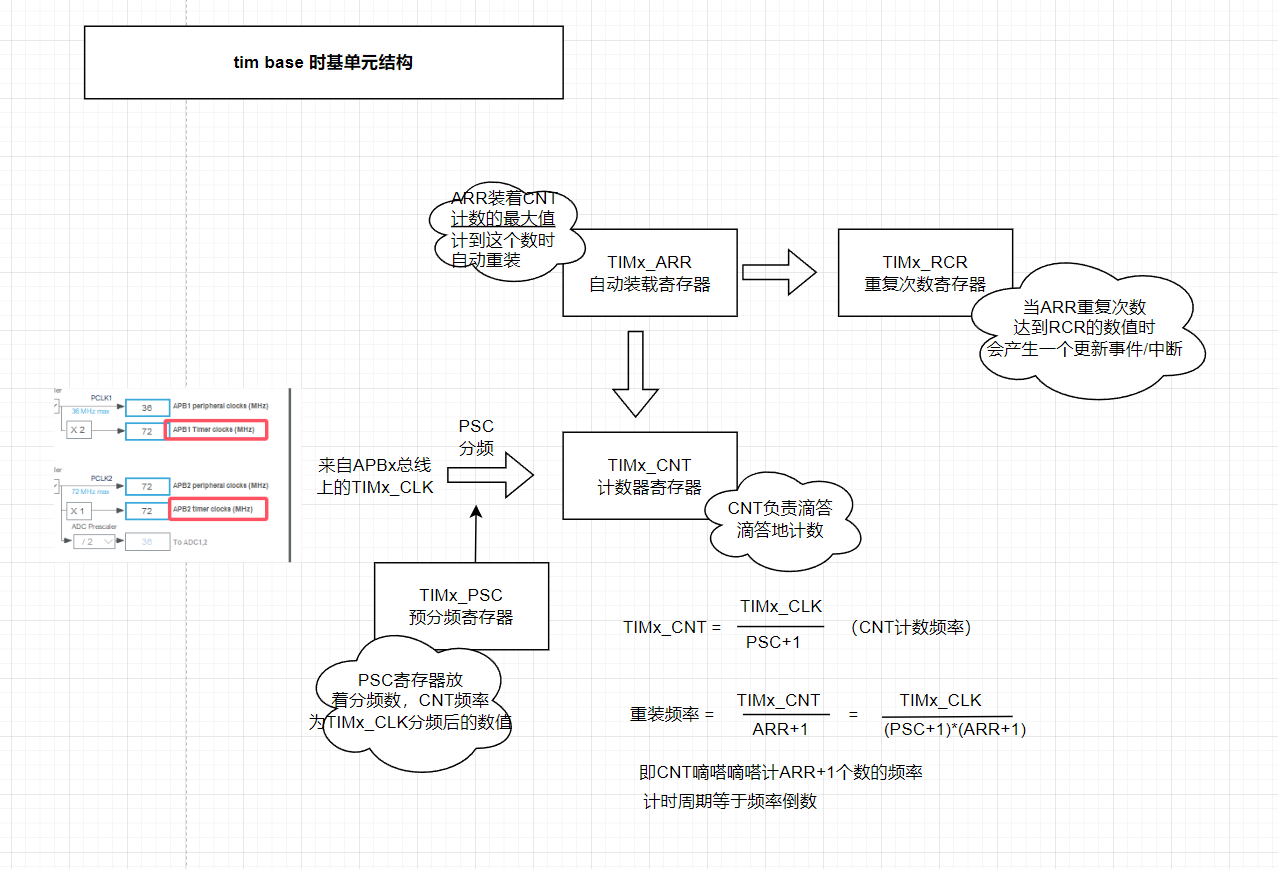 tim base 时基单元结构
ARR装着CNT
计数的最大值
计到这个数时
自动重装
TIMx_ARR
自动装载寄存器
TIMx_RCR
重复次数寄存器
当ARR重复次数
达到RCR的数值时
会产生一个更新事件/中断
PCLK1
36 MHz max
36
APB1 peripheral clocks (MHz)
X 2
72
APB1 Timer clocks (MHz)
PCLK2
72 MHz max
72
APB2 peripheral clocks (MHz)
X 1
72
APB2 timer clocks (MHz)
ADC Prescaler
/ 2
36
To ADC1,2
来自APBx总线
上的TIMx_CLK
PSC
分频
TIMx_CNT
计数器寄存器
CNT负责滴答
滴答地计数
TIMx_PSC
预分频寄存器
PSC寄存器放
着分频数，CNT频率
为TIMx_CLK分频后的数值
TIMx_CLK
TIMx_CNT =
PSC+1
（CNT计数频率）
重装频率 =
TIMx_CNT
ARR+1
=
TIMx_CLK
(PSC+1)*(ARR+1)
即CNT嘀嗒嘀嗒计ARR+1个数的频率
计时周期等于频率倒数